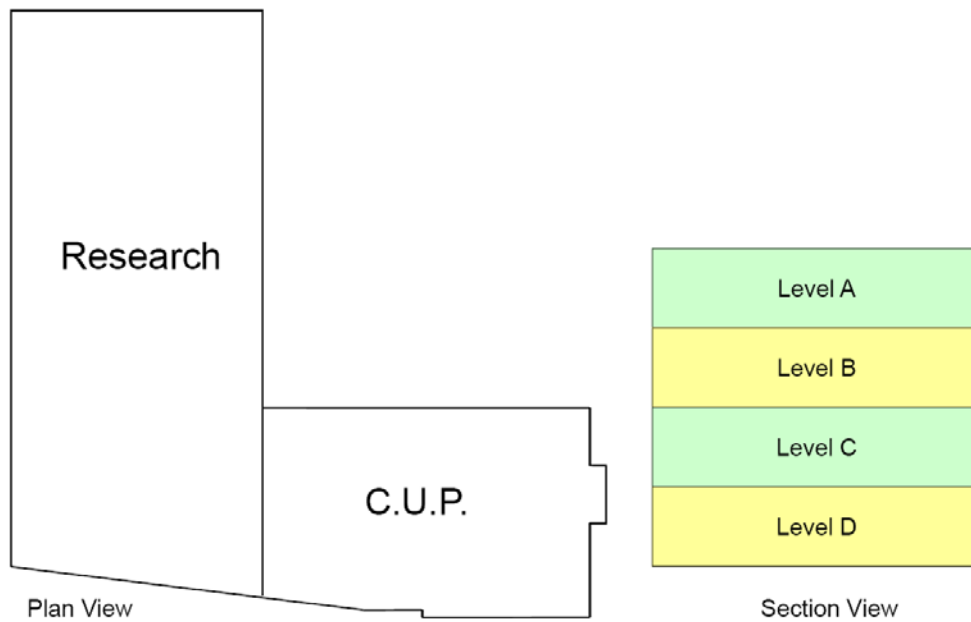 Research
C.U.P.
Plan View
Level A
Level B
Level C
Level D
Section View